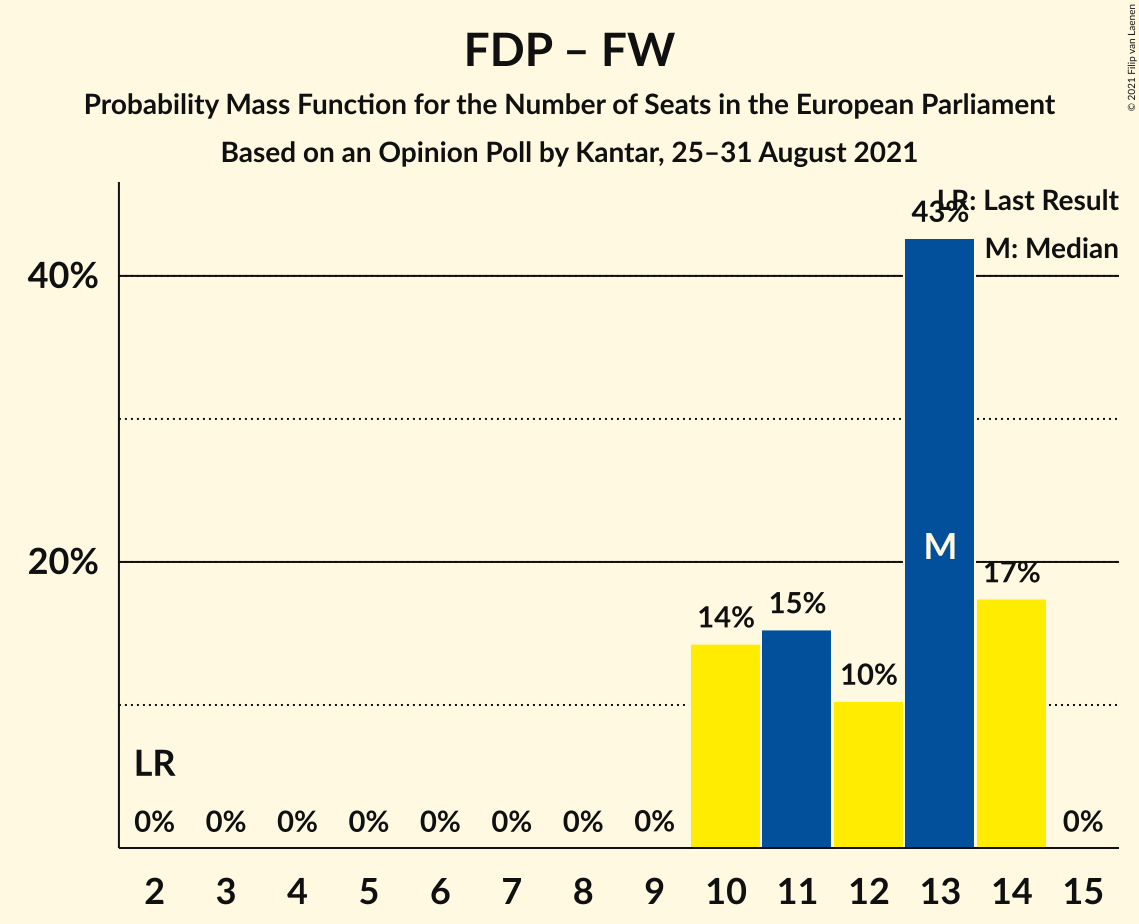 FDP – FW
Probability Mass Function for the Number of Seats in the European Parliament
Based on an Opinion Poll by Kantar, 25–31 August 2021
© 2021 Filip van Laenen
LR: Last Result
M: Median
43%
40%
M
20%
17%
15%
14%
10%
LR
0% 0% 0% 0% 0% 0% 0% 0% 0%
2 3 4 5 6 7 8 9 10 11 12 13 14 15